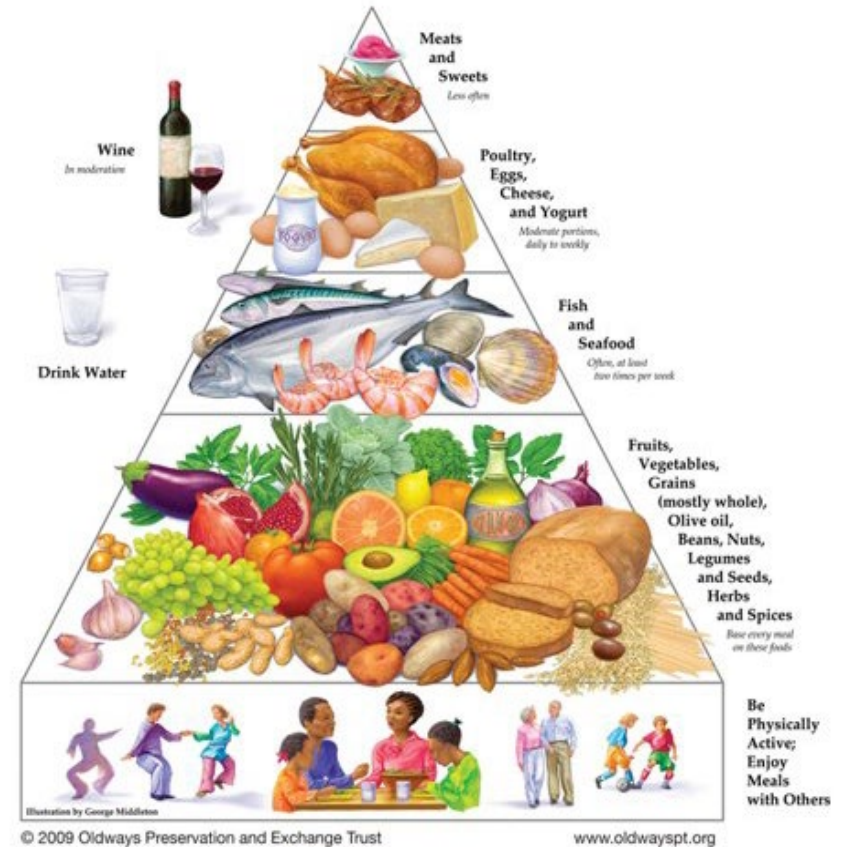 Meats
and
Sweets
Less often
Wine
In moderation
Poultry,
Eggs,
Cheese,
and Yogurt
Moderate portions,
daily to weekly
YOGURT
Fish
and
Seafood
Often, at least
two times per week
Drink Water
Fruits,
Vegetables,
Grains
(mostly whole),
Olive oil,
Beans, Nuts,
Legumes
and Seeds,
Herbs
and Spices
Base every meal
on these foods
Be
Physically
Active;
Enjoy
Meals
with Others
Illustration by George Middleton
© 2009 Oldways Preservation and Exchange Trust
www.oldwayspt.org